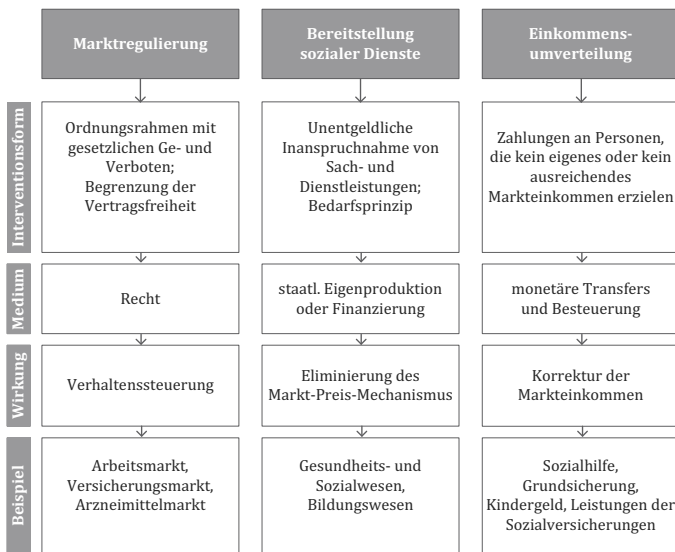 Marktregulierung
Bereitstellung
sozialer Dienste
Einkommens-
umverteilung
Interventionsform
Ordnungsrahmen mit
gesetzlichen Ge- und
Verboten;
Begrenzung der
Vertragsfreiheit
Unentgeldliche
Inanspruchnahme von
Sach- und
Dienstleistungen;
Bedarfsprinzip
Zahlungen an Personen,
die kein eigenes oder kein
ausreichendes
Markteinkommen erzielen
Medium
Recht
staatl. Eigenproduktion
oder Finanzierung
monetäre Transfers
und Besteuerung
Wirkung
Verhaltenssteuerung
Eliminierung des
Markt-Preis-Mechanismus
Korrektur der
Markteinkommen
Beispiel
Arbeitsmarkt,
Versicherungsmarkt,
Arzneimittelmarkt
Gesundheits- und
Sozialwesen,
Bildungswesen
Sozialhilfe,
Grundsicherung,
Kindergeld, Leistungen der
Sozialversicherungen